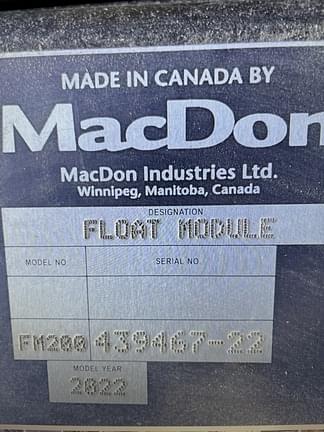 MADE IN CANADA BY
MacDon
MacDon Industries Ltd.
Winnipeg, Manitoba, Canada
DESIGNATION
FLOAT MODULE
MODEL NO. SERIAL NO.
FM200 439467-22
MODEL YEAR
2022